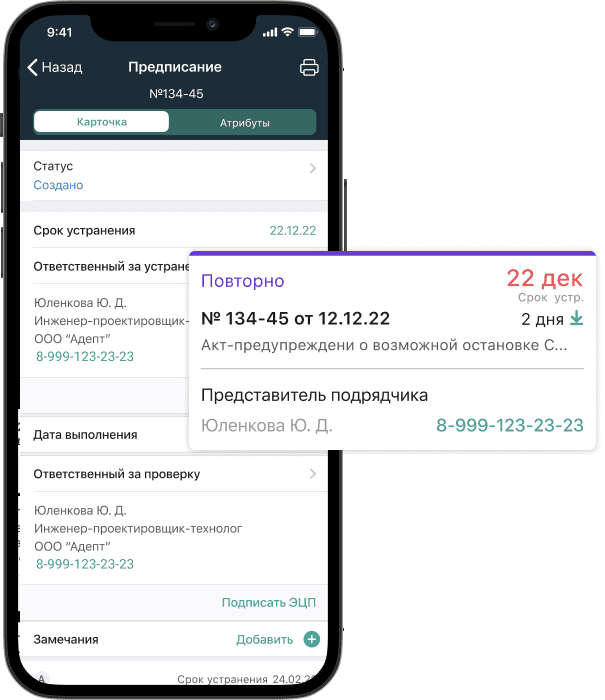 9:41
Назад
Предписание
№134-45
Карточка
Атрибуты
Статус
Создано
Срок устранения
22.12.22
Ответственный за устране
Юленкова Ю. Д.
Инженер-проектировщик-
ООО “Адепт”
8-999-123-23-23
Повторно
22 дек
Срок устр.
№ 134-45 от 12.12.22
2 дня
Акт-предупреждени о возможной остановке С...
Представитель подрядчика
Юленкова Ю. Д.
8-999-123-23-23
Дата выполнения
Ответственный за проверку
Юленкова Ю. Д.
Инженер-проектировщик-технолог
ООО “Адепт”
8-999-123-23-23
Подписать ЭЦП
Замечания
Добавить
А
Срок устранения 24.02.2